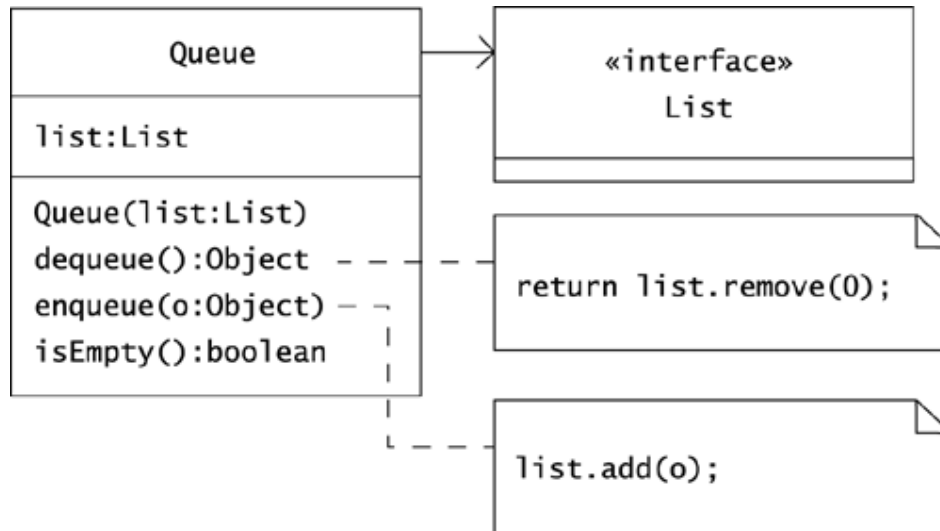 Queue
list:List
Queue(list:List)
dequeue():Object
enqueue(o:Object)
isEmpty():boolean
«interface»
List
return list.remove(0);
list.add(o);